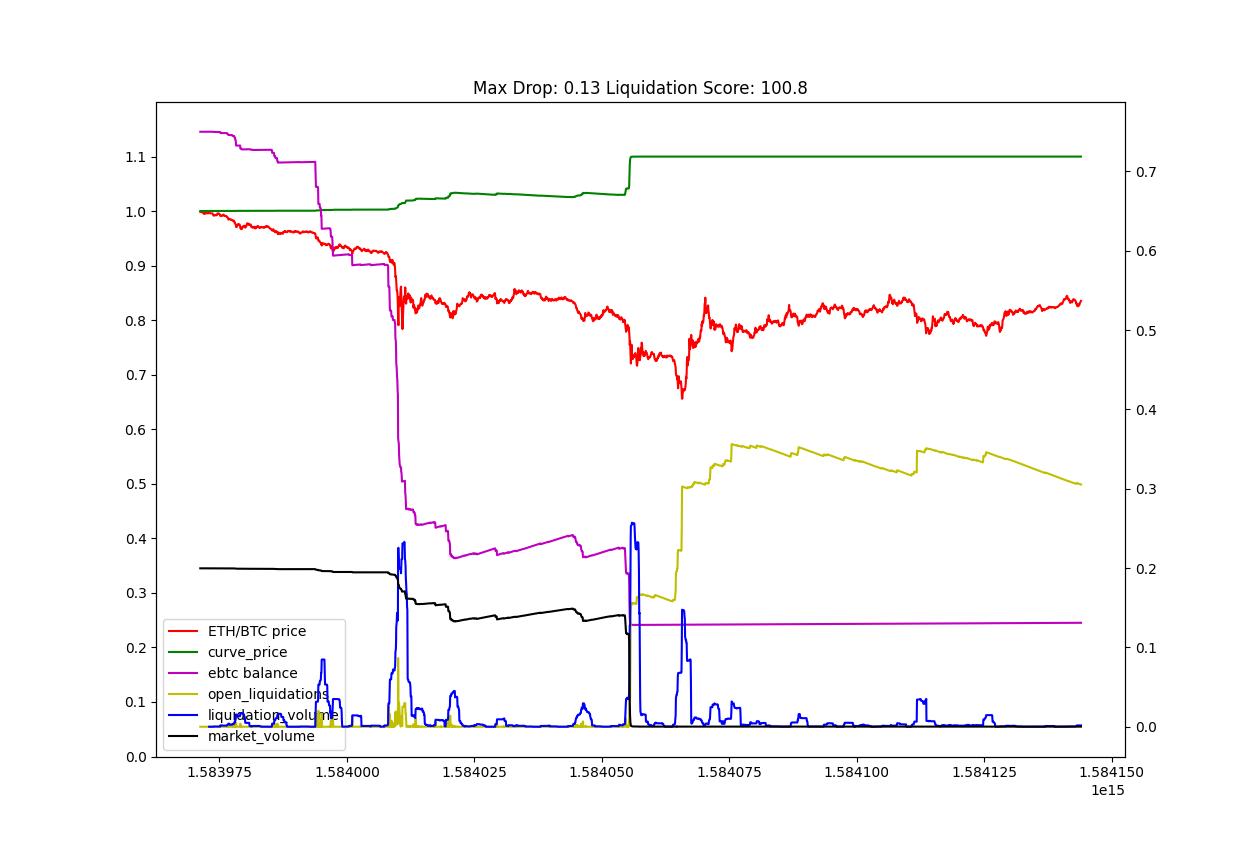 Max Drop: 0.13 Liquidation Score: 100.8
1.1
1.0
0.9
0.8
0.7
0.6
0.5
0.4
0.3
0.2
0.1
0.0
0.7
0.6
0.5
0.4
0.3
0.2
0.1
0.0
ETH/BTC price
curve_price
ebtc balance
open_liquidations
liquidation_volume
market_volume
1.583975 1.584000 1.584025 1.584050 1.584075 1.584100 1.584125 1.584150
1e15